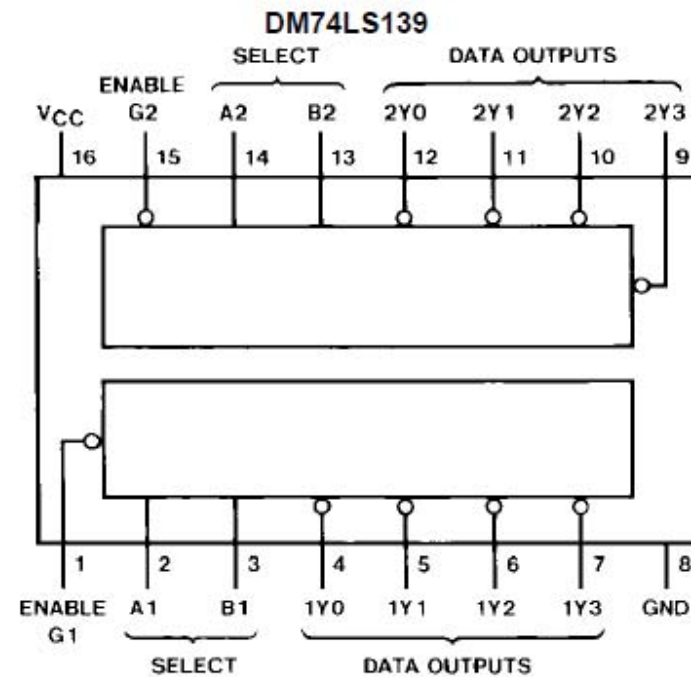 DM74LS139
SELECT DATA OUTPUTS
ENABLE
VCC G2 A2 B2 2Y0 2Y1 2Y2 2Y3
16 15 14 13 12 11 10 9
1 2 3 4 5 6 7 8
ENABLE A1 B1 1Y0 1Y1 1Y2 1Y3 GND
G1
SELECT DATA OUTPUTS